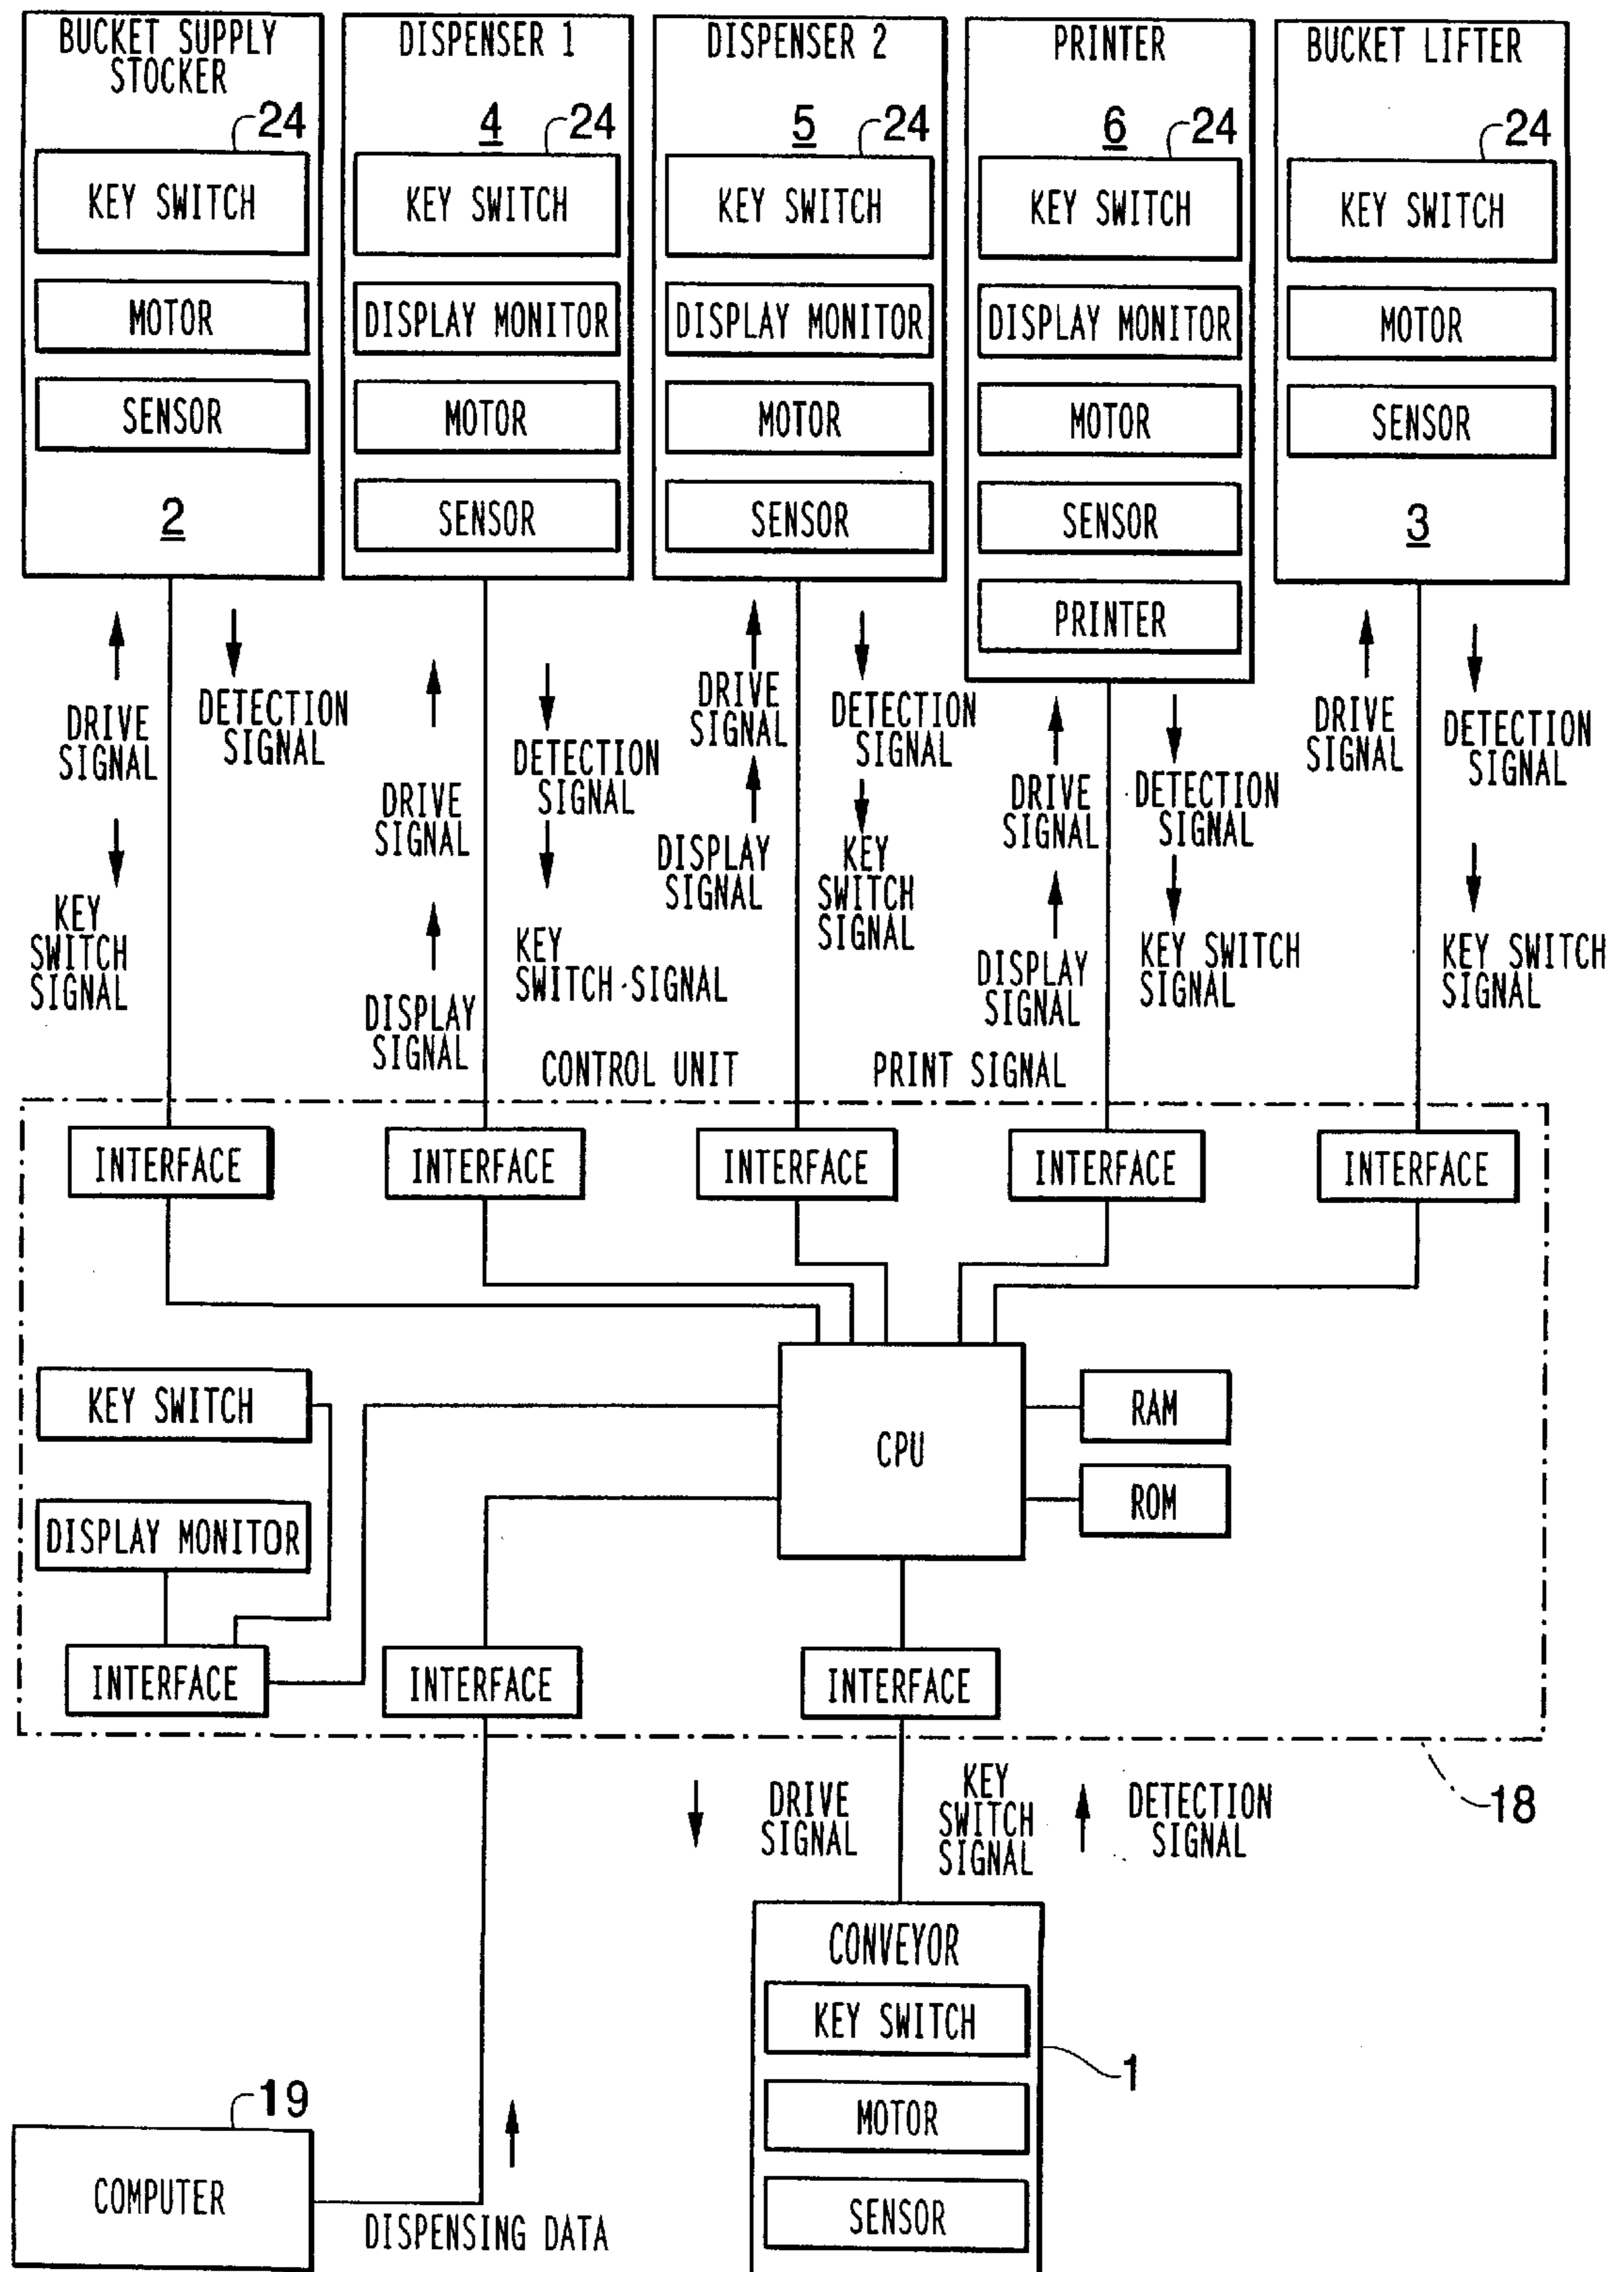 BUCKET SUPPLY
STOCKER
24
KEY SWITCH
MOTOR
SENSOR
2
DISPENSER 1
4
24
KEY SWITCH
DISPLAY MONITOR
MOTOR
SENSOR
DISPENSER 2
5
24
KEY SWITCH
DISPLAY MONITOR
MOTOR
SENSOR
PRINTER
6
24
KEY SWITCH
DISPLAY MONITOR
MOTOR
SENSOR
PRINTER
BUCKET LIFTER
24
KEY SWITCH
MOTOR
SENSOR
3
DRIVE
SIGNAL
DETECTION
SIGNAL
KEY
SWITCH
SIGNAL
DRIVE
SIGNAL
DETECTION
SIGNAL
DISPLAY
SIGNAL
KEY
SWITCH SIGNAL
DRIVE
SIGNAL
DETECTION
SIGNAL
DISPLAY
SIGNAL
KEY
SWITCH
SIGNAL
DRIVE
SIGNAL
DETECTION
SIGNAL
DISPLAY
SIGNAL
KEY SWITCH
SIGNAL
DRIVE
SIGNAL
DETECTION
SIGNAL
KEY SWITCH
SIGNAL
CONTROL UNIT
PRINT SIGNAL
INTERFACE
INTERFACE
INTERFACE
INTERFACE
INTERFACE
KEY SWITCH
DISPLAY MONITOR
CPU
RAM
ROM
INTERFACE
INTERFACE
INTERFACE
18
DRIVE
SIGNAL
KEY
SWITCH
SIGNAL
DETECTION
SIGNAL
CONVEYOR
KEY SWITCH
MOTOR
SENSOR
1
19
COMPUTER
DISPENSING DATA